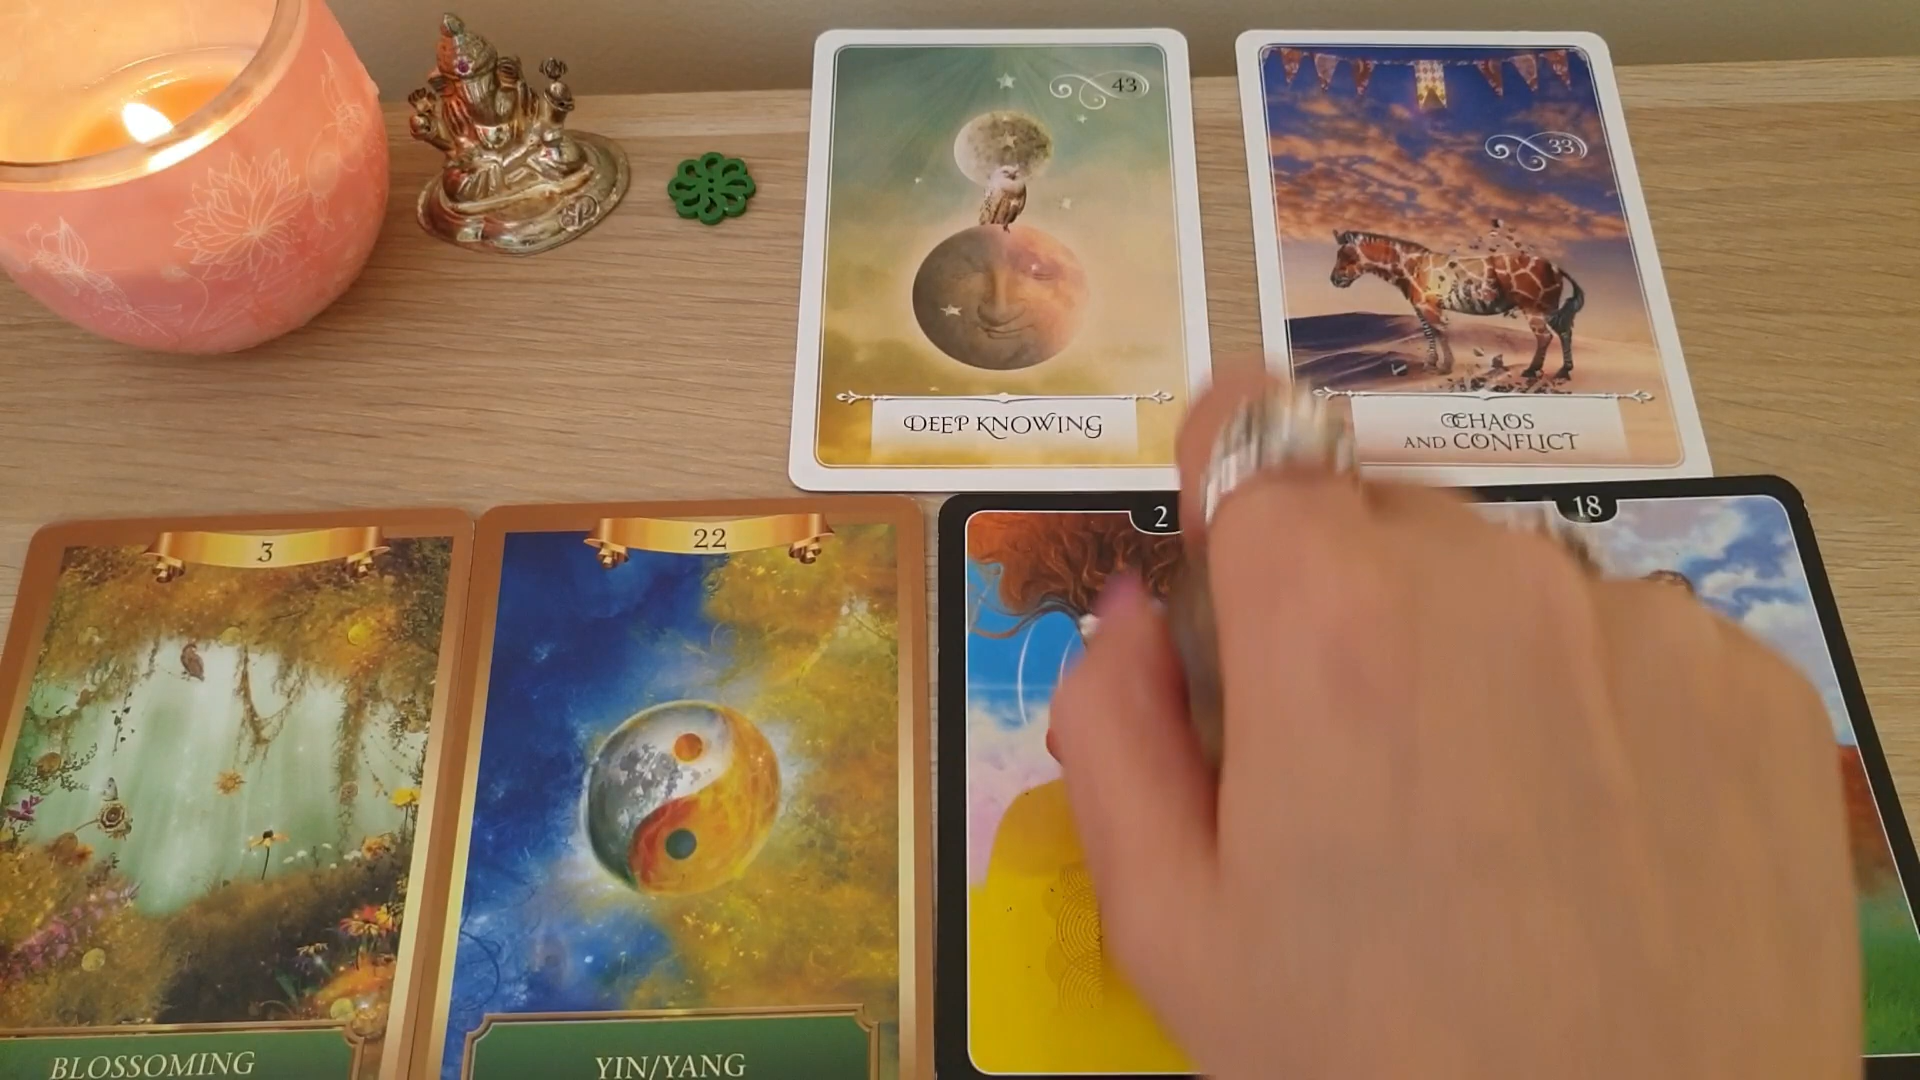 43
DEEP KNOWING
33
CHAOS
AND CONFLICT
3
BLOSSOMING
22
YIN/YANG
2
18